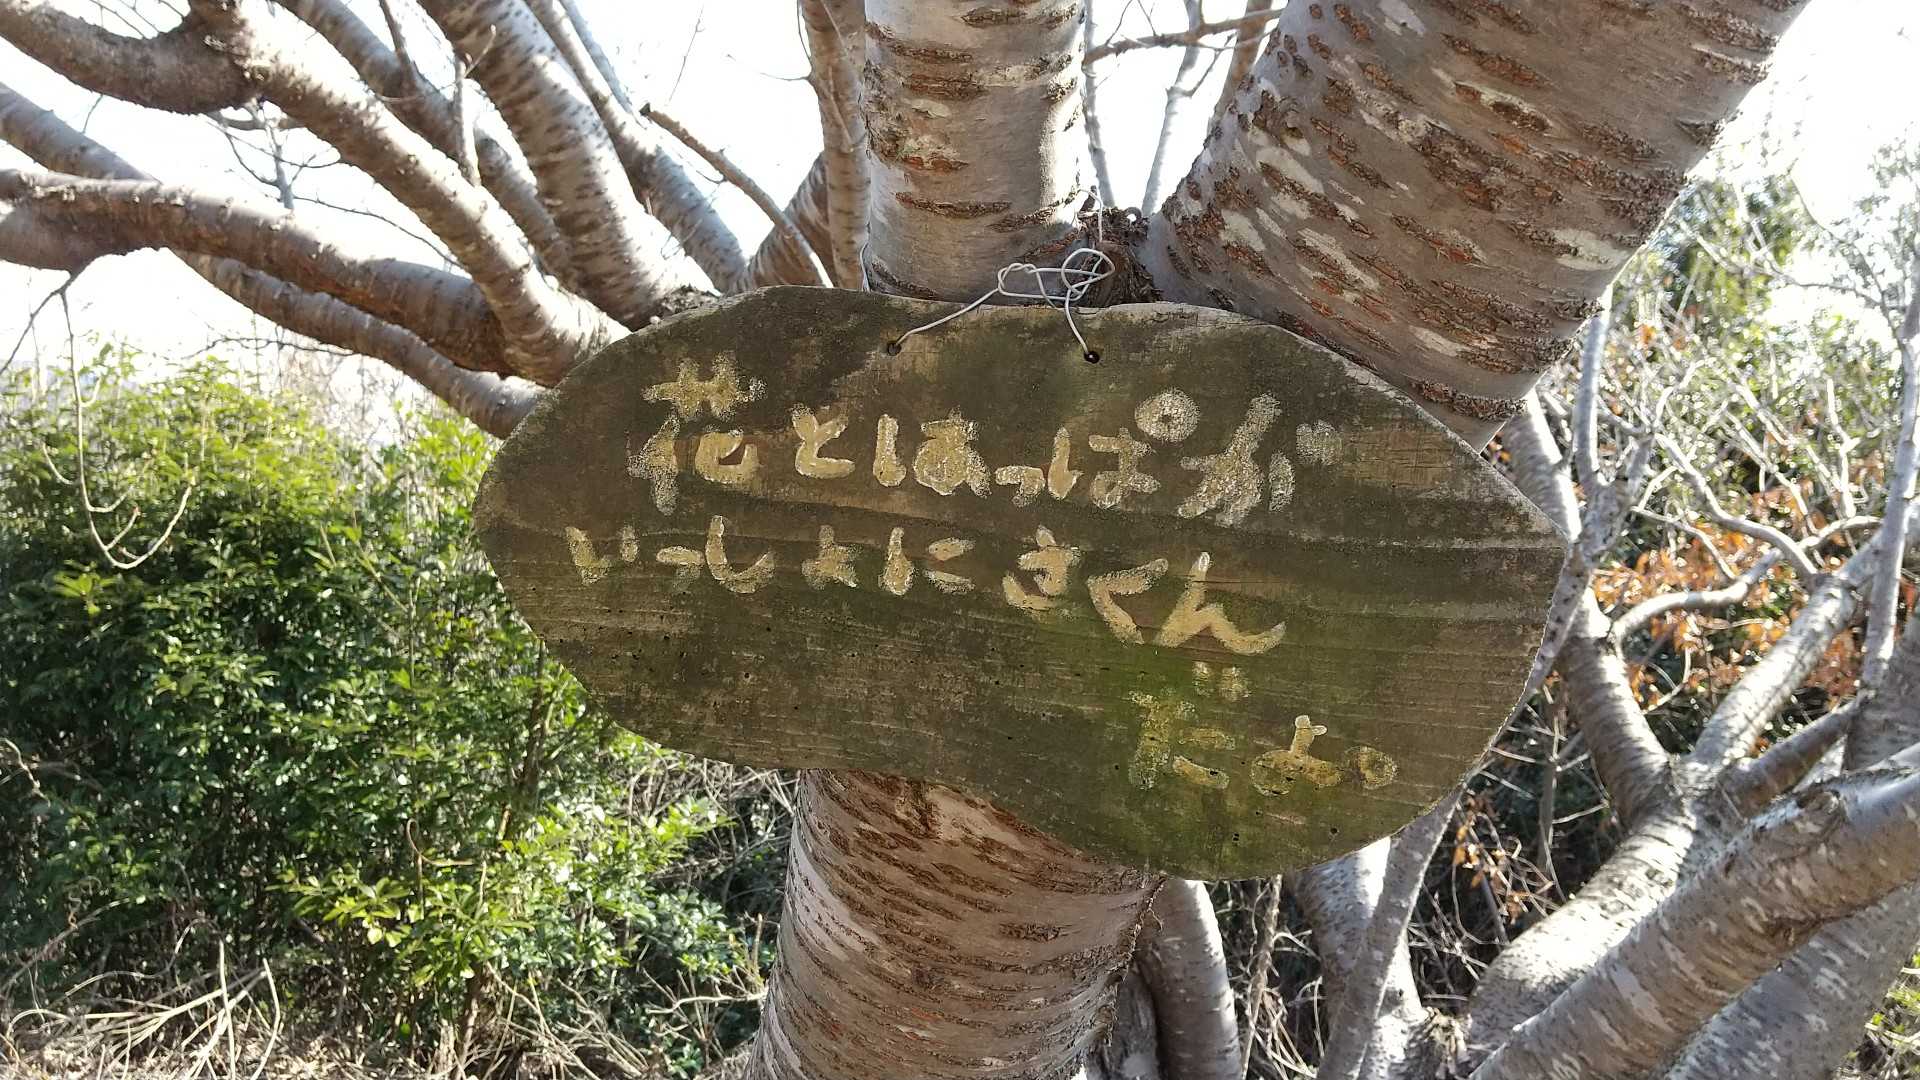 花とはっぱが
いっしょにさくん
だよ。